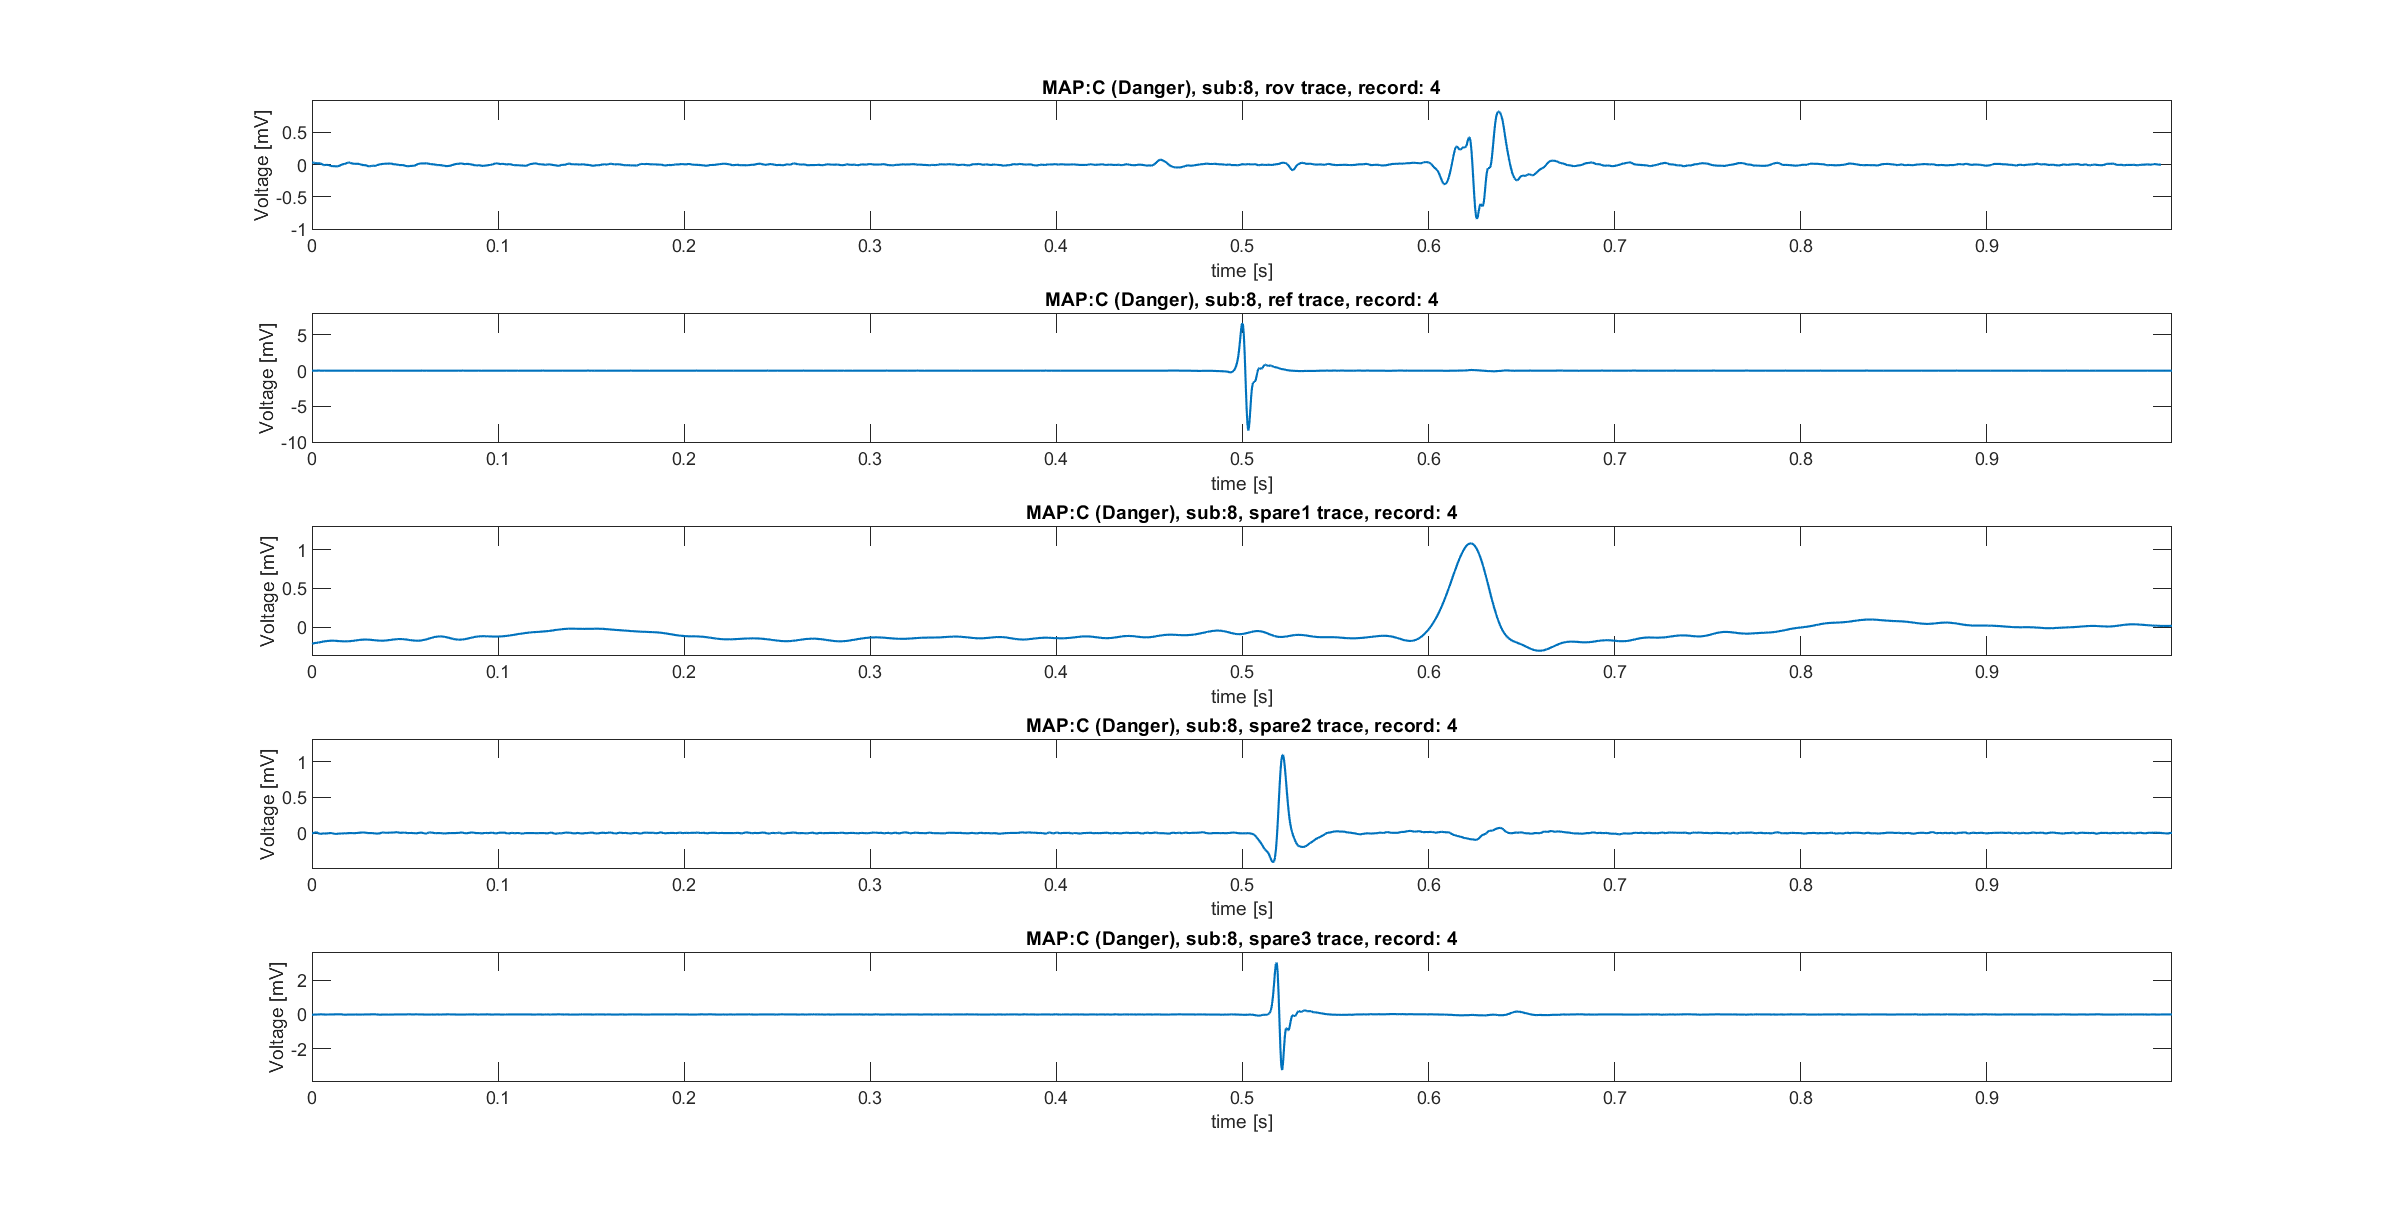 MAP:C (Danger), sub:8, rov trace, record: 4
Voltage [mV]
0.5
0
-0.5
-1
0 0.1 0.2 0.3 0.4 0.5 0.6 0.7 0.8 0.9
time [s]
MAP:C (Danger), sub:8, ref trace, record: 4
Voltage [mV]
5
0
-5
-10
0 0.1 0.2 0.3 0.4 0.5 0.6 0.7 0.8 0.9
time [s]
MAP:C (Danger), sub:8, spare1 trace, record: 4
Voltage [mV]
1
0.5
0
0 0.1 0.2 0.3 0.4 0.5 0.6 0.7 0.8 0.9
time [s]
MAP:C (Danger), sub:8, spare2 trace, record: 4
Voltage [mV]
1
0.5
0
0 0.1 0.2 0.3 0.4 0.5 0.6 0.7 0.8 0.9
time [s]
MAP:C (Danger), sub:8, spare3 trace, record: 4
Voltage [mV]
2
0
-2
0 0.1 0.2 0.3 0.4 0.5 0.6 0.7 0.8 0.9
time [s]